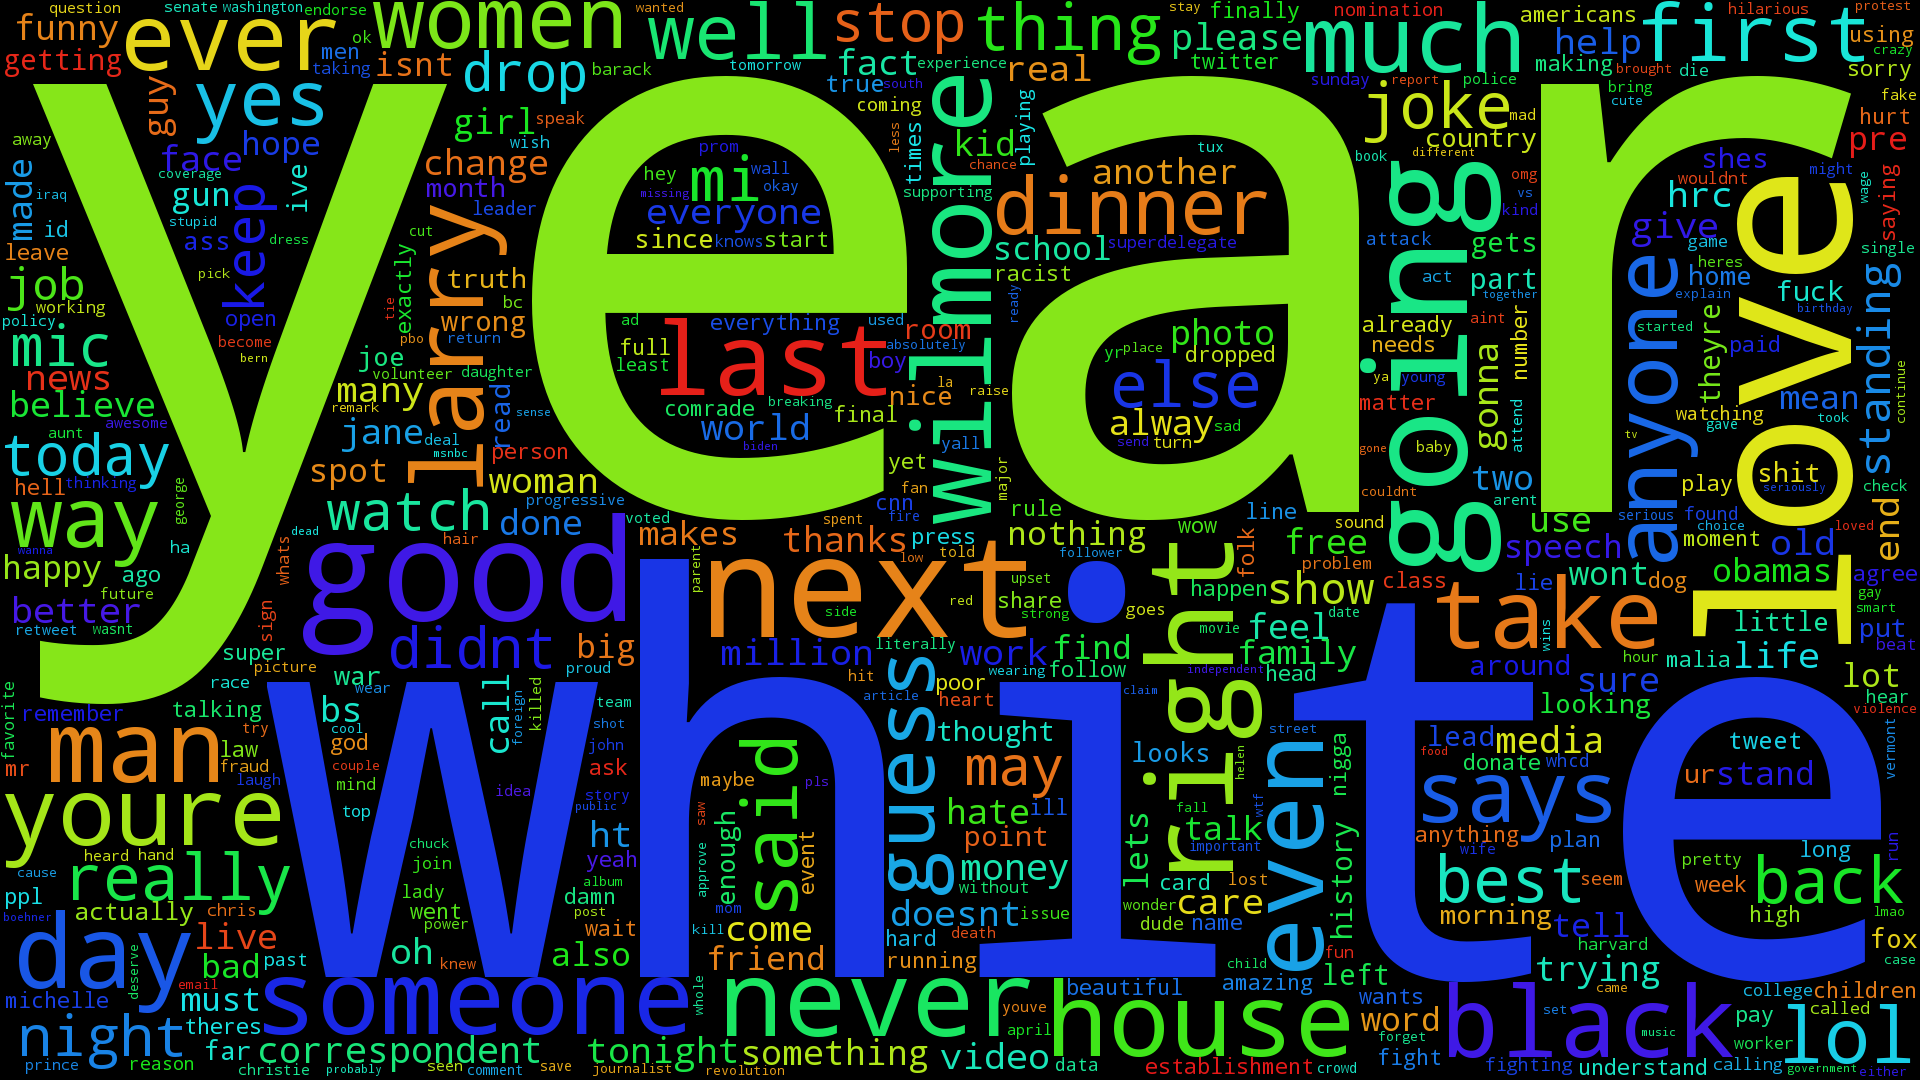 year
white
question
senate
washington
endorse
wanted
funny
ever
men
ok
women
well
stop
thing
stay
finally
nomination
americans
hilarious
protest
getting
taking
isnt
drop
barack
tomorrow
fact
experience
please
twitter
much
help
first
using
crazy
making
brought
die
sorry
guy
yes
true
south
real
sunday
report
police
bring
cute
fake
coming
joke
mad
hurt
away
face
hope
girl
speak
wish
times
less
wilmore
playing
kid
tux
country
book
different
shes
might
pre
coverage
change
prom
wall
hey
mi
okay
missing
chance
another
omg
wouldnt
made
iraq
gun
ive
month
leader
supporting
dinner
vs
kind
hrc
wage
saying
id
stupid
keep
everyone
since
knows
start
school
superdelegate
attack
gets
give
game
single
leave
ass
dress
cut
larry
exactly
truth
racist
act
part
home
heres
love
job
pick
working
bc
ready
together
explain
fuck
birthday
policy
open
tie
wrong
ad
everything
used
room
photo
already
aint
number
anyone
started
standing
mic
become
bern
pbo
return
full
last
absolutely
yr
place
dropped
needs
going
theyre
paid
news
joe
volunteer
daughter
least
boy
else
ya
young
gonna
mean
continue
believe
many
remark
read
sense
comrade
breaking
la
nice
raise
matter
attend
watching
took
awesome
aunt
jane
deal
msnbc
world
final
yall
alway
sad
baby
gave
tv
today
spot
person
biden
yet
send
turn
gone
two
shit
seriously
hell
thinking
george
woman
fan
major
couldnt
arent
play
check
way
watch
progressive
cnn
rule
line
sound
use
serious
found
choice
loved
end
dead
done
voted
spent
fire
nothing
wow
free
speech
moment
old
wanna
ha
whats
hair
good
makes
thanks
press
told
follower
folk
problem
happy
ago
future
parent
next
low
upset
happen
show
class
lie
wont
dog
obamas
agree
gay
better
sign
red
share
goes
right
date
smart
retweet
wasnt
didnt
big
side
strong
movie
feel
take
wins
little
put
beat
super
picture
proud
million
literally
work
find
family
hour
malia
life
race
war
wear
hit
article
wearing
follow
independent
head
around
sure
lot
favorite
remember
talking
try
bs
cool
call
foreign
killed
team
shot
guess
poor
heart
claim
looking
hear
violence
man
law
god
john
thought
looks
street
lead
media
tweet
vermont
mr
fraud
laugh
couple
mind
ask
said
maybe
pls
may
helen
even
food
donate
whcd
ur
stand
youre
top
idea
story
public
saw
hate
ill
fall
wtf
nigga
says
heard
hand
chuck
ht
enough
event
point
lets
talk
important
anything
plan
wife
long
run
cause
really
join
yeah
approve
money
card
lost
history
best
seem
pretty
week
back
ppl
lady
album
damn
mom
without
care
boehner
actually
chris
went
power
post
doesnt
issue
wonder
dude
name
morning
tell
high
lmao
day
live
oh
wait
kill
come
hard
death
fun
harvard
fox
deserve
bad
past
knew
also
friend
running
child
left
trying
case
michelle
email
must
someone
whole
never
youve
beautiful
amazing
wants
came
college
children
night
theres
april
house
word
black
set
music
pay
called
lol
prince
reason
far
correspondent
tonight
something
video
data
forget
fight
worker
christie
probably
seen
comment
save
journalist
revolution
establishment
crowd
fighting
understand
calling
government
either